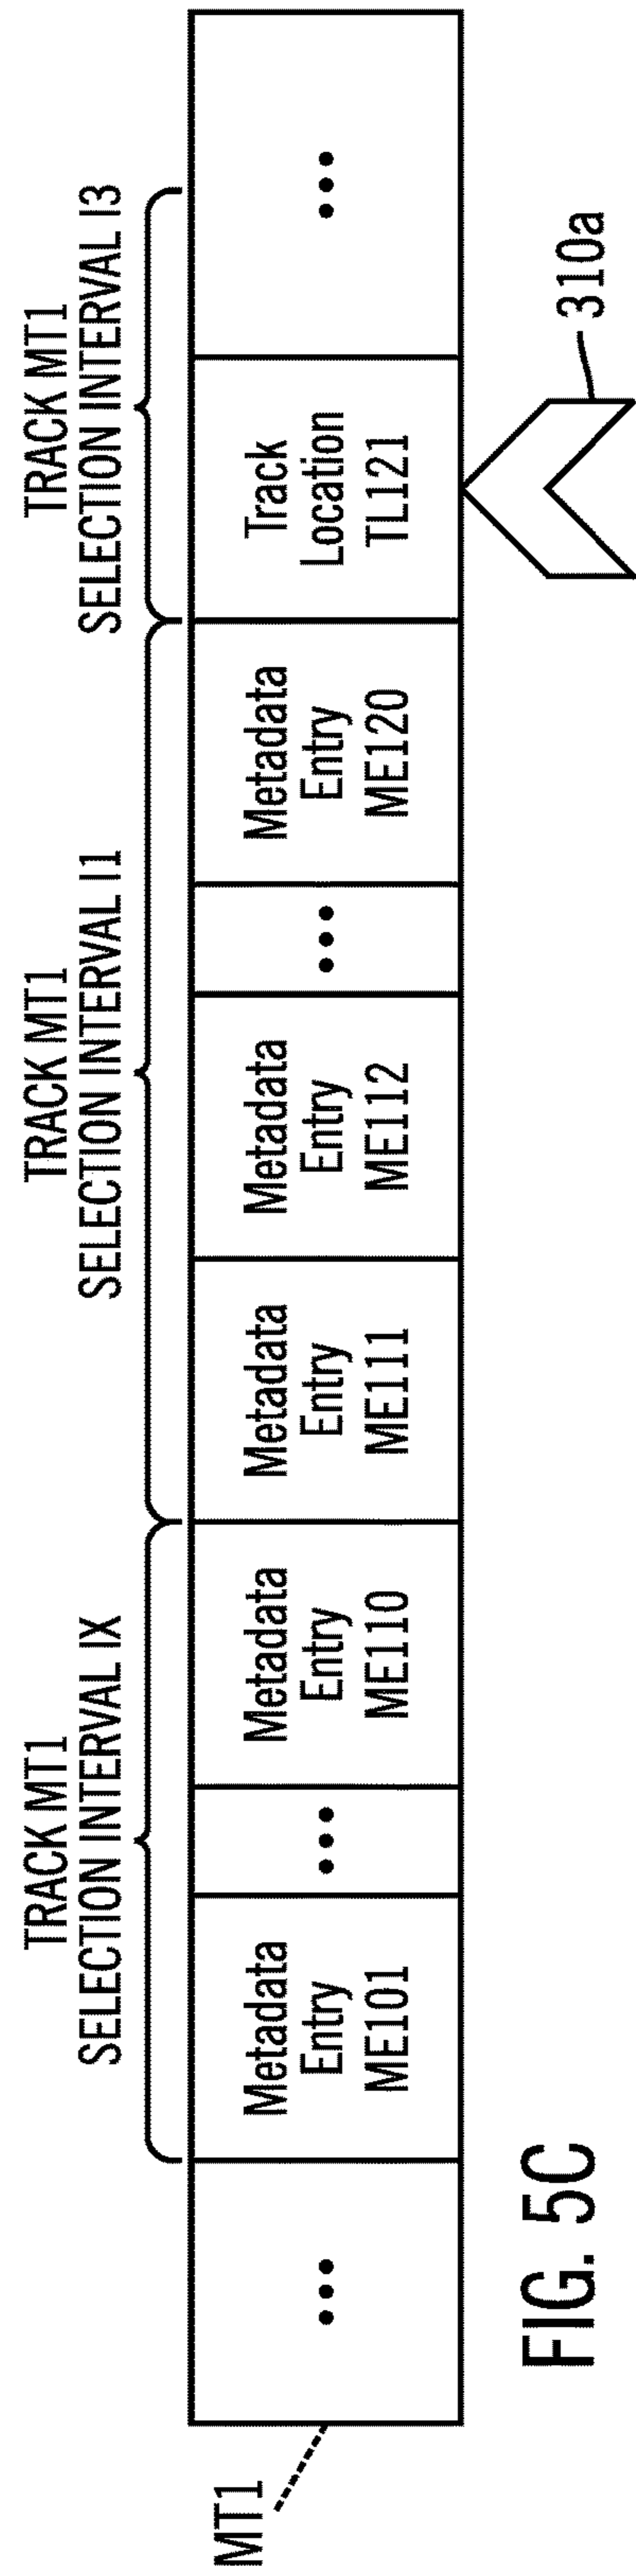 TRACK MT1
SELECTION INTERVAL IX
TRACK MT1
SELECTION INTERVAL I1
TRACK MT1
SELECTION INTERVAL I3
MT1
•••
Metadata
Entry
ME101
•••
Metadata
Entry
ME110
Metadata
Entry
ME111
Metadata
Entry
ME112
•••
Metadata
Entry
ME120
Track
Location
TL121
•••
310a
FIG. 5C